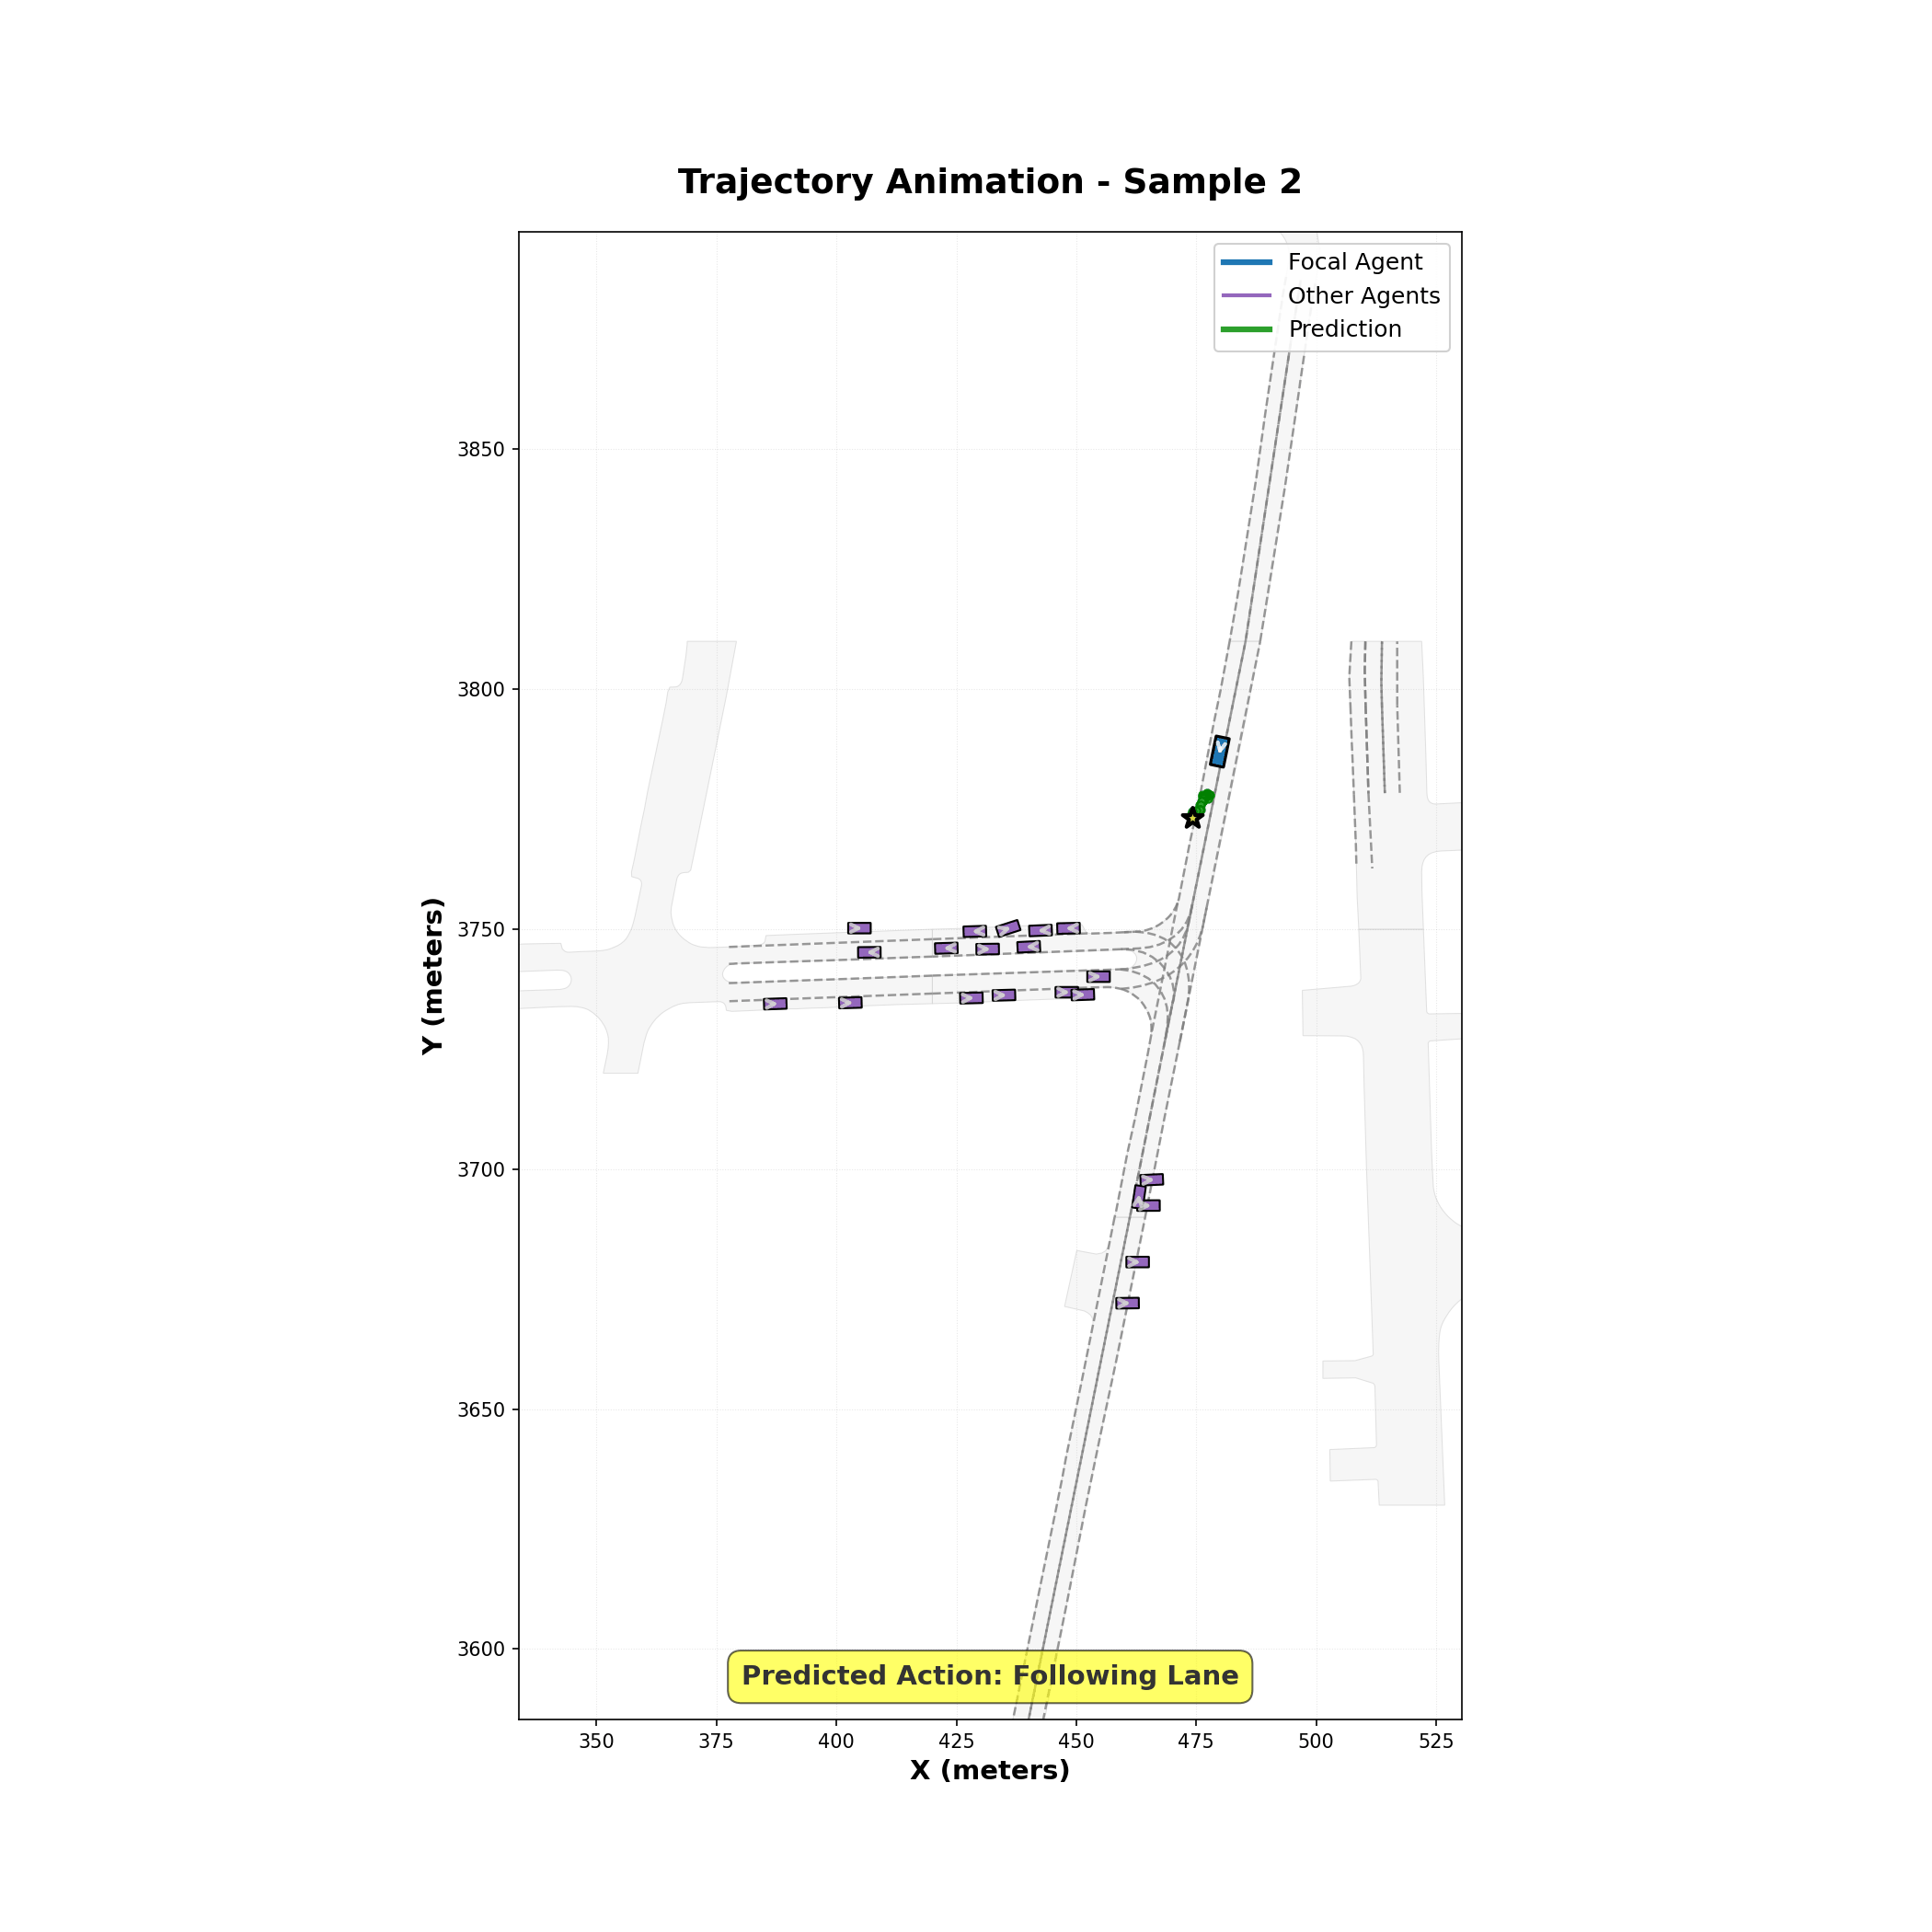 Trajectory Animation - Sample 2
Focal Agent
Other Agents
Prediction
Y (meters)
3850
3800
3750
3700
3650
3600
Predicted Action: Following Lane
350 375 400 425 450 475 500 525
X (meters)